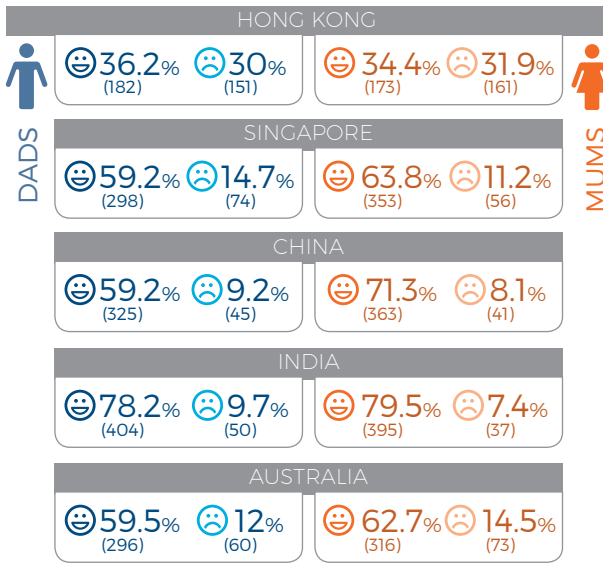 HONG KONG
36.2% 30% 34.4% 31.9%
(182) (151) (173) (161)
DADS
MUMS
SINGAPORE
59.2% 14.7% 63.8% 11.2%
(298) (74) (353) (56)
CHINA
59.2% 9.2% 71.3% 8.1%
(325) (45) (363) (41)
INDIA
78.2% 9.7% 79.5% 7.4%
(404) (50) (395) (37)
AUSTRALIA
59.5% 12% 62.7% 14.5%
(296) (60) (316) (73)